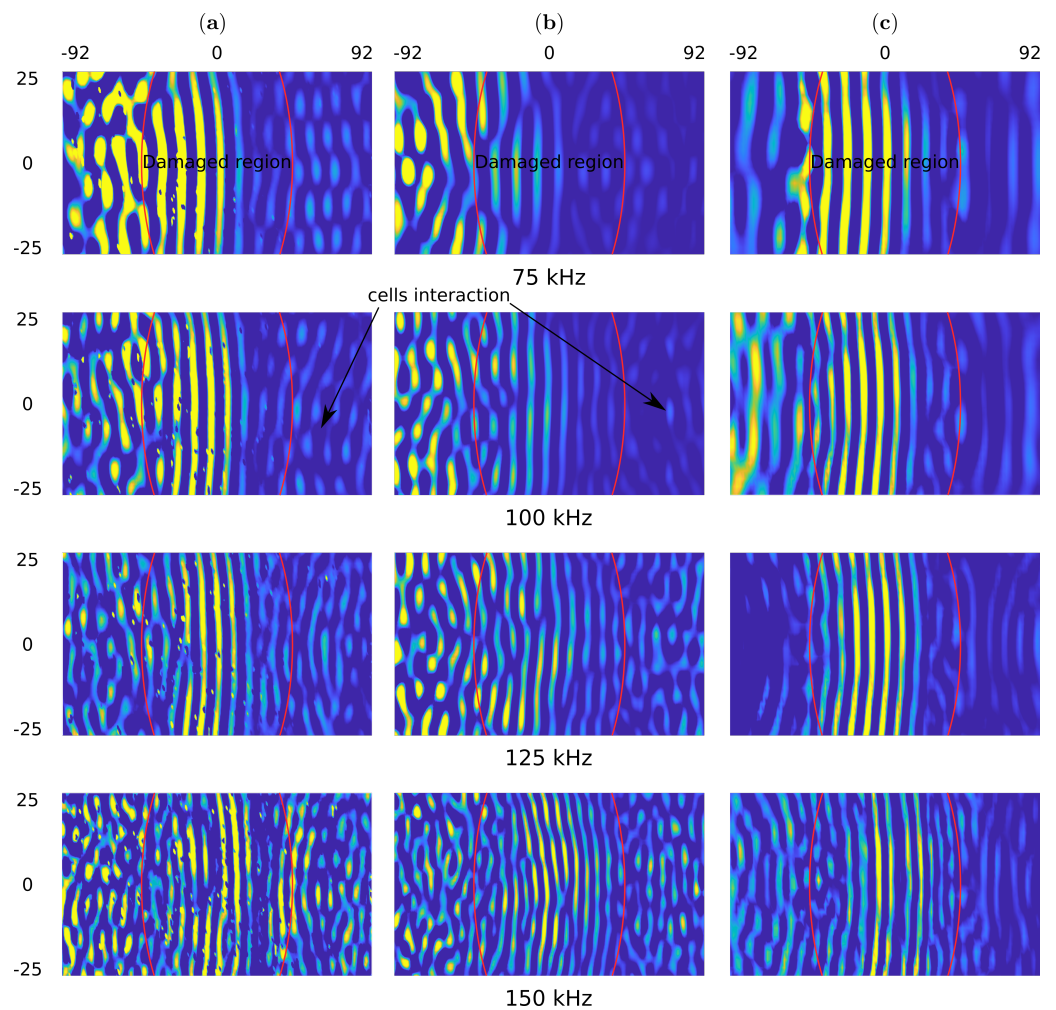 (a) (b) (c)
-92 0 92 -92 0 92 -92 0 92
25
0 Damaged region Damaged region Damaged region
-25
75 kHz
cells interaction
25
0
-25
100 kHz
25
0
-25
125 kHz
25
0
-25
150 kHz